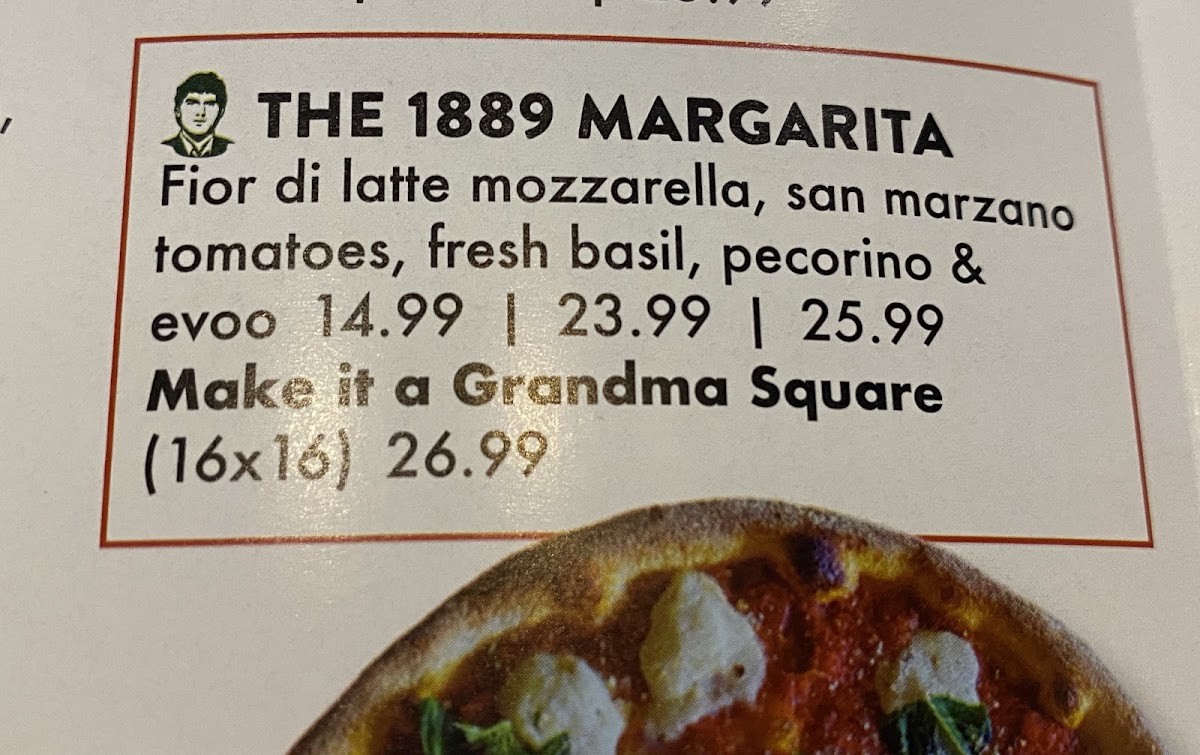 THE 1889 MARGARITA
Fior di latte mozzarella, san marzano
tomatoes, fresh basil, pecorino &
evoo 14.99 | 23.99 | 25.99
Make it a Grandma Square
(16x16) 26.99